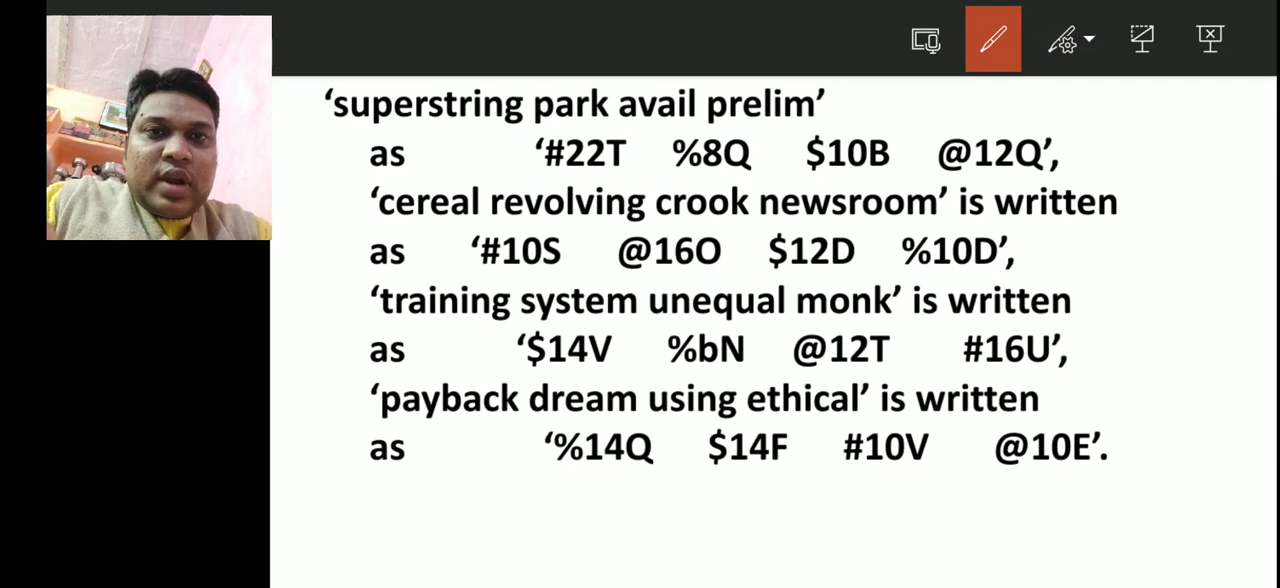 ‘superstring park avail prelim’
as ‘#22T %8Q $10B @12Q’,
‘cereal revolving crook newsroom’ is written
as ‘#10S @16O $12D %10D’,
‘training system unequal monk’ is written
as ‘$14V %bN @12T #16U’,
‘payback dream using ethical’ is written
as ‘%14Q $14F #10V @10E’.